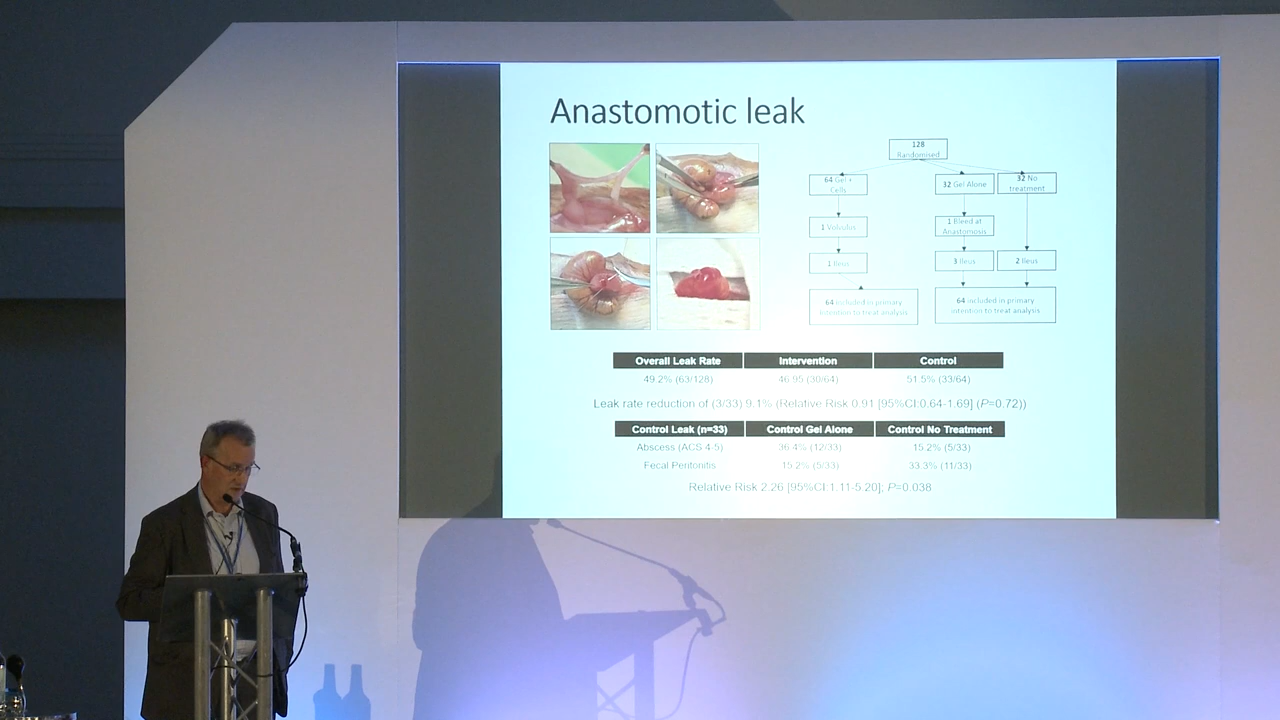 Anastomotic leak
128
Randomised
64 Gel +
Cells
32 Gel Alone
32 No
treatment
1 Volvulus
1 Bleed at
Anastomosis
1 Ileus
3 Ileus
2 Ileus
64 included in primary
intention to treat analysis
64 included in primary
intention to treat analysis
Overall Leak Rate Intervention Control
49.2% (63/128) 46.95 (30/64) 51.5% (33/64)
Leak rate reduction of (3/33) 9.1% (Relative Risk 0.91 [95%CI:0.64-1.69] (P=0.72))
Control Leak (n=33) Control Gel Alone Control No Treatment
Abscess (ACS 4-5) 36.4% (12/33) 15.2% (5/33)
Fecal Peritonitis 15.2% (5/33) 33.3% (11/33)
Relative Risk 2.26 [95%CI:1.11-5.20]; P=0.038